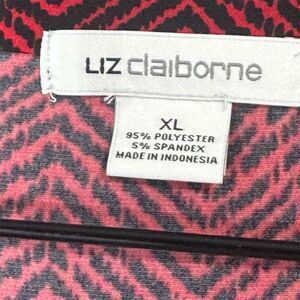 Liz claiborne
XL
95% POLYESTER
5% SPANDEX
MADE IN INDONESIA